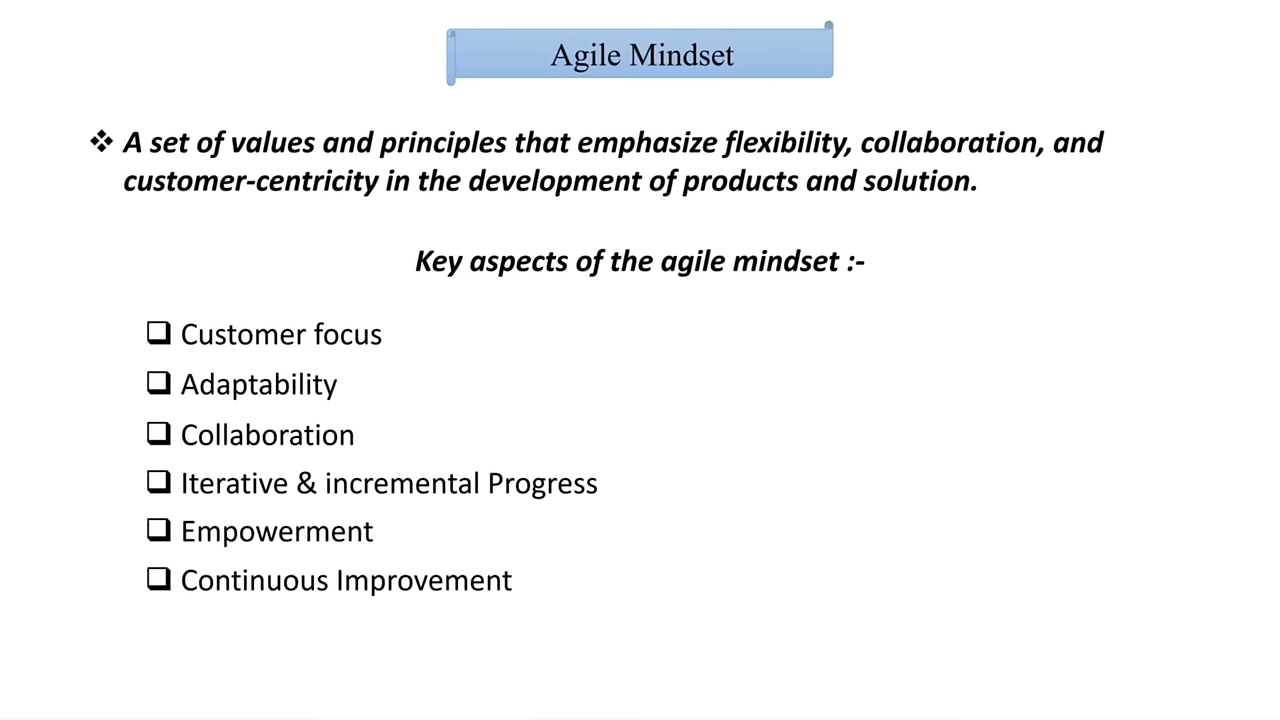 Agile Mindset
❖ A set of values and principles that emphasize flexibility, collaboration, and
customer-centricity in the development of products and solution.
Key aspects of the agile mindset :-
❑ Customer focus
❑ Adaptability
❑ Collaboration
❑ Iterative & incremental Progress
❑ Empowerment
❑ Continuous Improvement